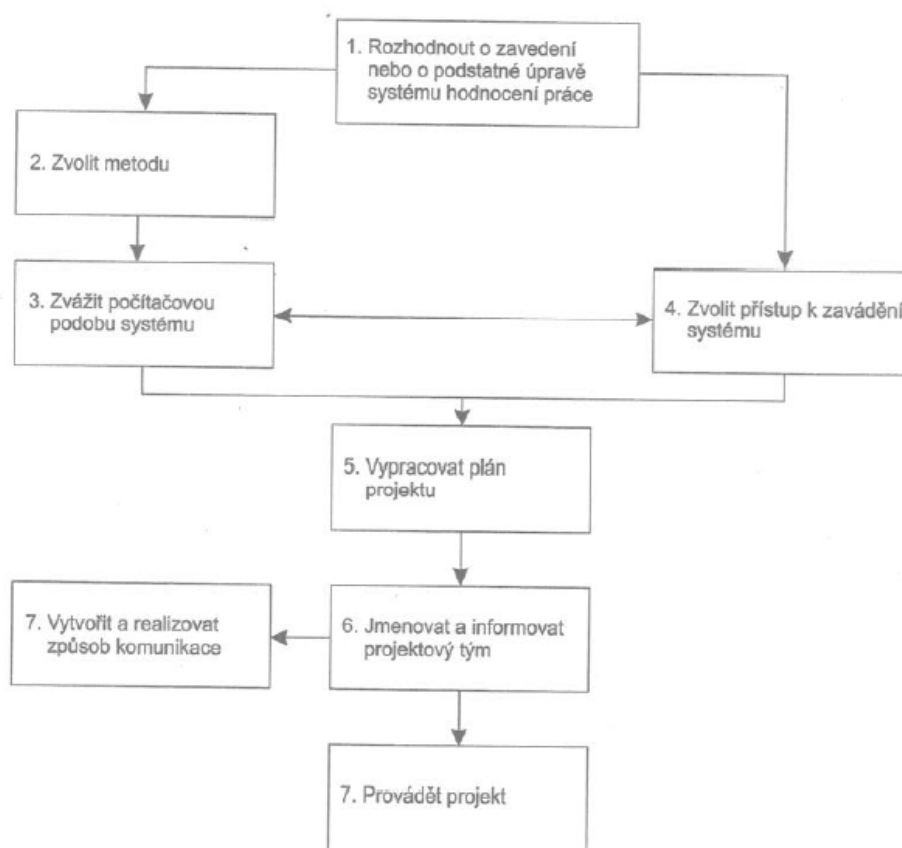 1. Rozhodnout o zavedení
nebo o podstatné úpravě
systému hodnocení práce
2. Zvolit metodu
3. Zvážit počítačovou
podobu systému
4. Zvolit přístup k zavádění
systému
5. Vypracovat plán
projektu
6. Jmenovat a informovat
projektový tým
7. Vytvořit a realizovat
způsob komunikace
7. Provádět projekt